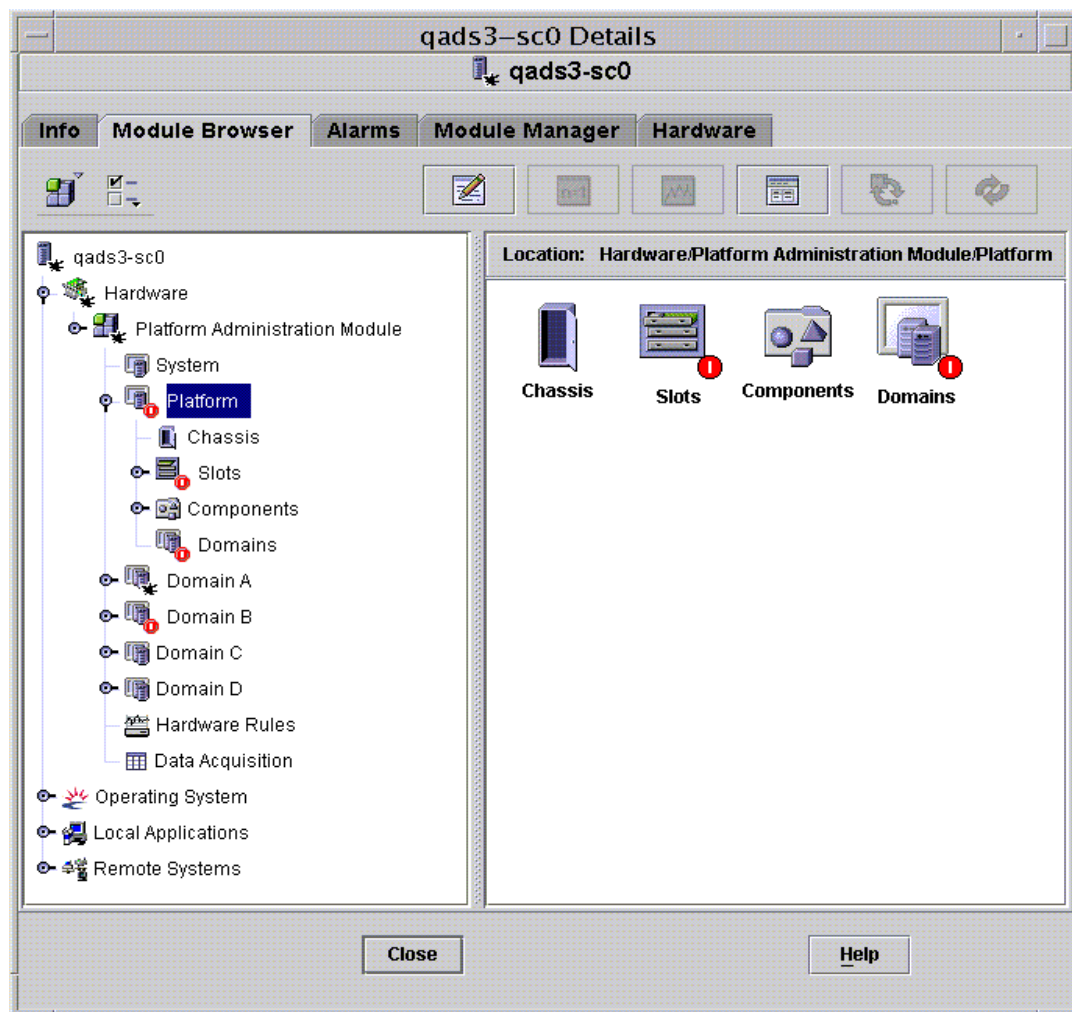 qads3-sc0 Details
qads3-sc0
Info Module Browser Alarms Module Manager Hardware
qads3-sc0
Hardware
Platform Administration Module
System
Platform
Chassis
Slots
Components
Domains
Domain A
Domain B
Domain C
Domain D
Hardware Rules
Data Acquisition
Operating System
Local Applications
Remote Systems
Location: Hardware/Platform Administration Module/Platform
Chassis Slots Components Domains
Close Help